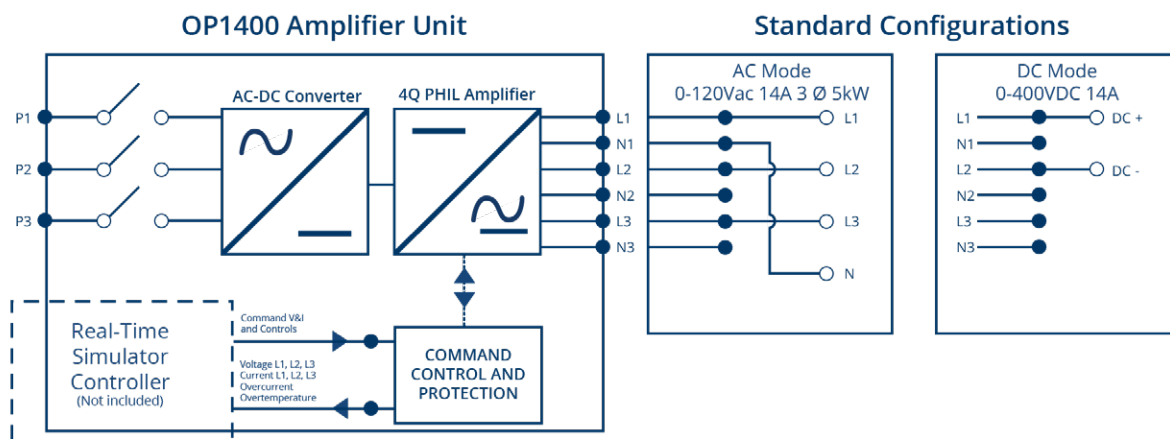 OP1400 Amplifier Unit
Standard Configurations
AC-DC Converter
4Q PHIL Amplifier
P1
P2
P3
L1
N1
L2
N2
L3
N3
Real-Time
Simulator
Controller
(Not included)
Command V&I
and Controls
Voltage L1, L2, L3
Current L1, L2, L3
Overcurrent
Overtemperature
COMMAND
CONTROL AND
PROTECTION
AC Mode
0-120Vac 14A 3 Ø 5kW
L1
L2
L3
N
DC Mode
0-400VDC 14A
L1
N1
L2
N2
L3
N3
DC +
DC -